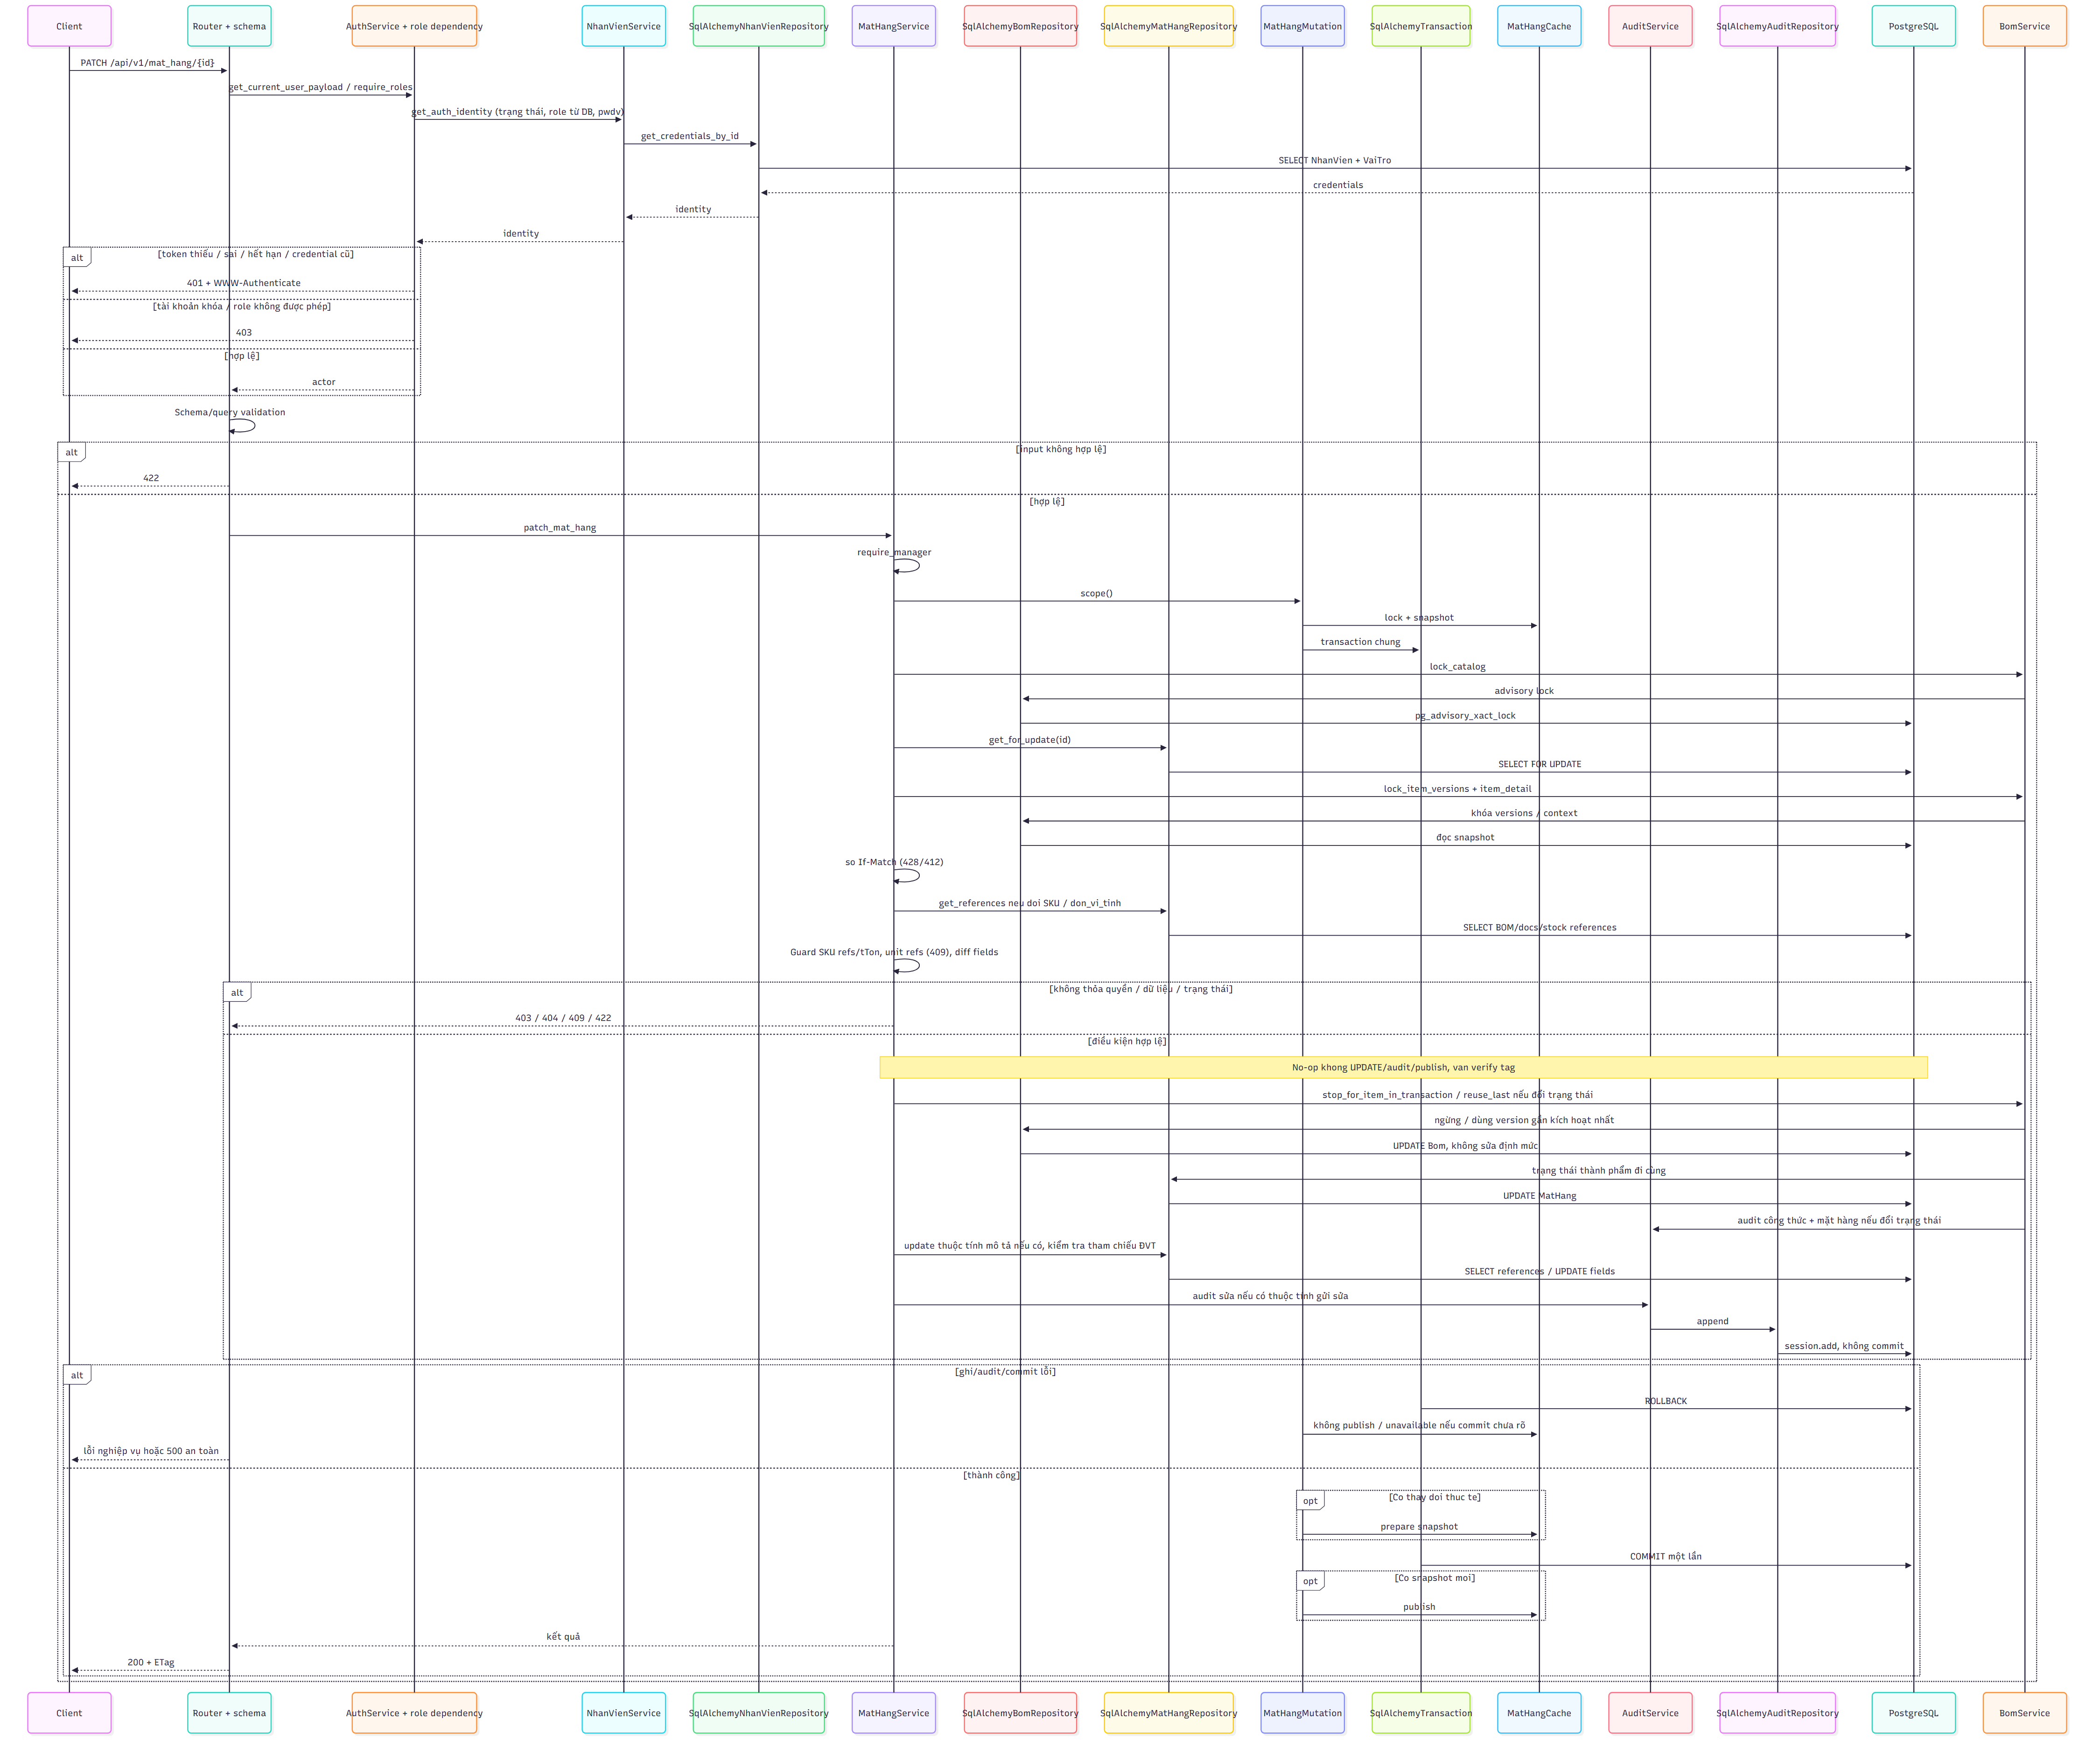 Client
Router + schema
AuthService + role dependency
NhanVienService
SqlAlchemyNhanVienRepository
MatHangService
SqlAlchemyBomRepository
SqlAlchemyMatHangRepository
MatHangMutation
SqlAlchemyTransaction
MatHangCache
AuditService
SqlAlchemyAuditRepository
PostgreSQL
BomService
PATCH /api/v1/mat_hang/{id}
get_current_user_payload / require_roles
get_auth_identity (trạng thái, role từ DB, pwdv)
get_credentials_by_id
SELECT NhanVien + VaiTro
credentials
identity
identity
alt
[token thiếu / sai / hết hạn / credential cũ]
401 + WWW-Authenticate
[tài khoản khóa / role không được phép]
403
[hợp lệ]
actor
Schema/query validation
alt
[input không hợp lệ]
422
[hợp lệ]
patch_mat_hang
require_manager
scope()
lock + snapshot
transaction chung
lock_catalog
advisory lock
pg_advisory_xact_lock
get_for_update(id)
SELECT FOR UPDATE
lock_item_versions + item_detail
khóa versions / context
đọc snapshot
so If-Match (428/412)
get_references neu doi SKU / don_vi_tinh
SELECT BOM/docs/stock references
Guard SKU refs/tTon, unit refs (409), diff fields
alt
[không thỏa quyền / dữ liệu / trạng thái]
403 / 404 / 409 / 422
[điều kiện hợp lệ]
No-op khong UPDATE/audit/publish, van verify tag
stop_for_item_in_transaction / reuse_last nếu đổi trạng thái
ngừng / dùng version gần kích hoạt nhất
UPDATE Bom, không sửa định mức
trạng thái thành phẩm đi cùng
UPDATE MatHang
audit công thức + mặt hàng nếu đổi trạng thái
update thuộc tính mô tả nếu có, kiểm tra tham chiếu ĐVT
SELECT references / UPDATE fields
audit sửa nếu có thuộc tính gửi sửa
append
session.add, không commit
alt
[ghi/audit/commit lỗi]
ROLLBACK
không publish / unavailable nếu commit chưa rõ
lỗi nghiệp vụ hoặc 500 an toàn
[thành công]
opt
[Co thay doi thuc te]
prepare snapshot
COMMIT một lần
opt
[Co snapshot moi]
publish
kết quả
200 + ETag
Client
Router + schema
AuthService + role dependency
NhanVienService
SqlAlchemyNhanVienRepository
MatHangService
SqlAlchemyBomRepository
SqlAlchemyMatHangRepository
MatHangMutation
SqlAlchemyTransaction
MatHangCache
AuditService
SqlAlchemyAuditRepository
PostgreSQL
BomService